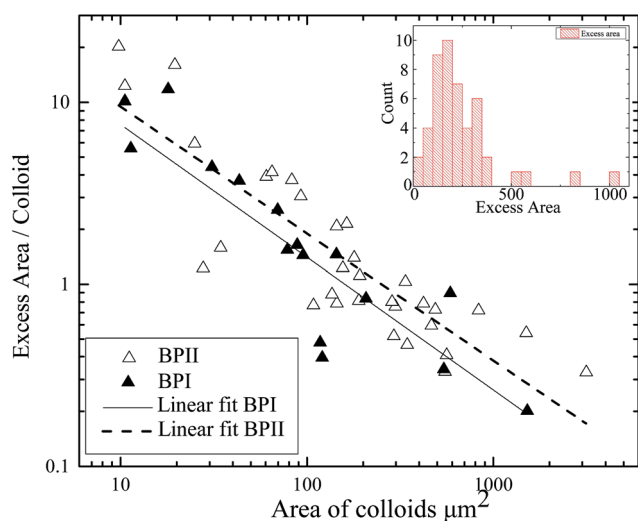 Excess Area / Colloid
10
1
0.1
10
100
1000
Area of colloids μm2
BPII
BPI
Linear fit BPI
Linear fit BPII
Excess area
Count
10
8
6
4
2
0
0
500
1000
Excess Area